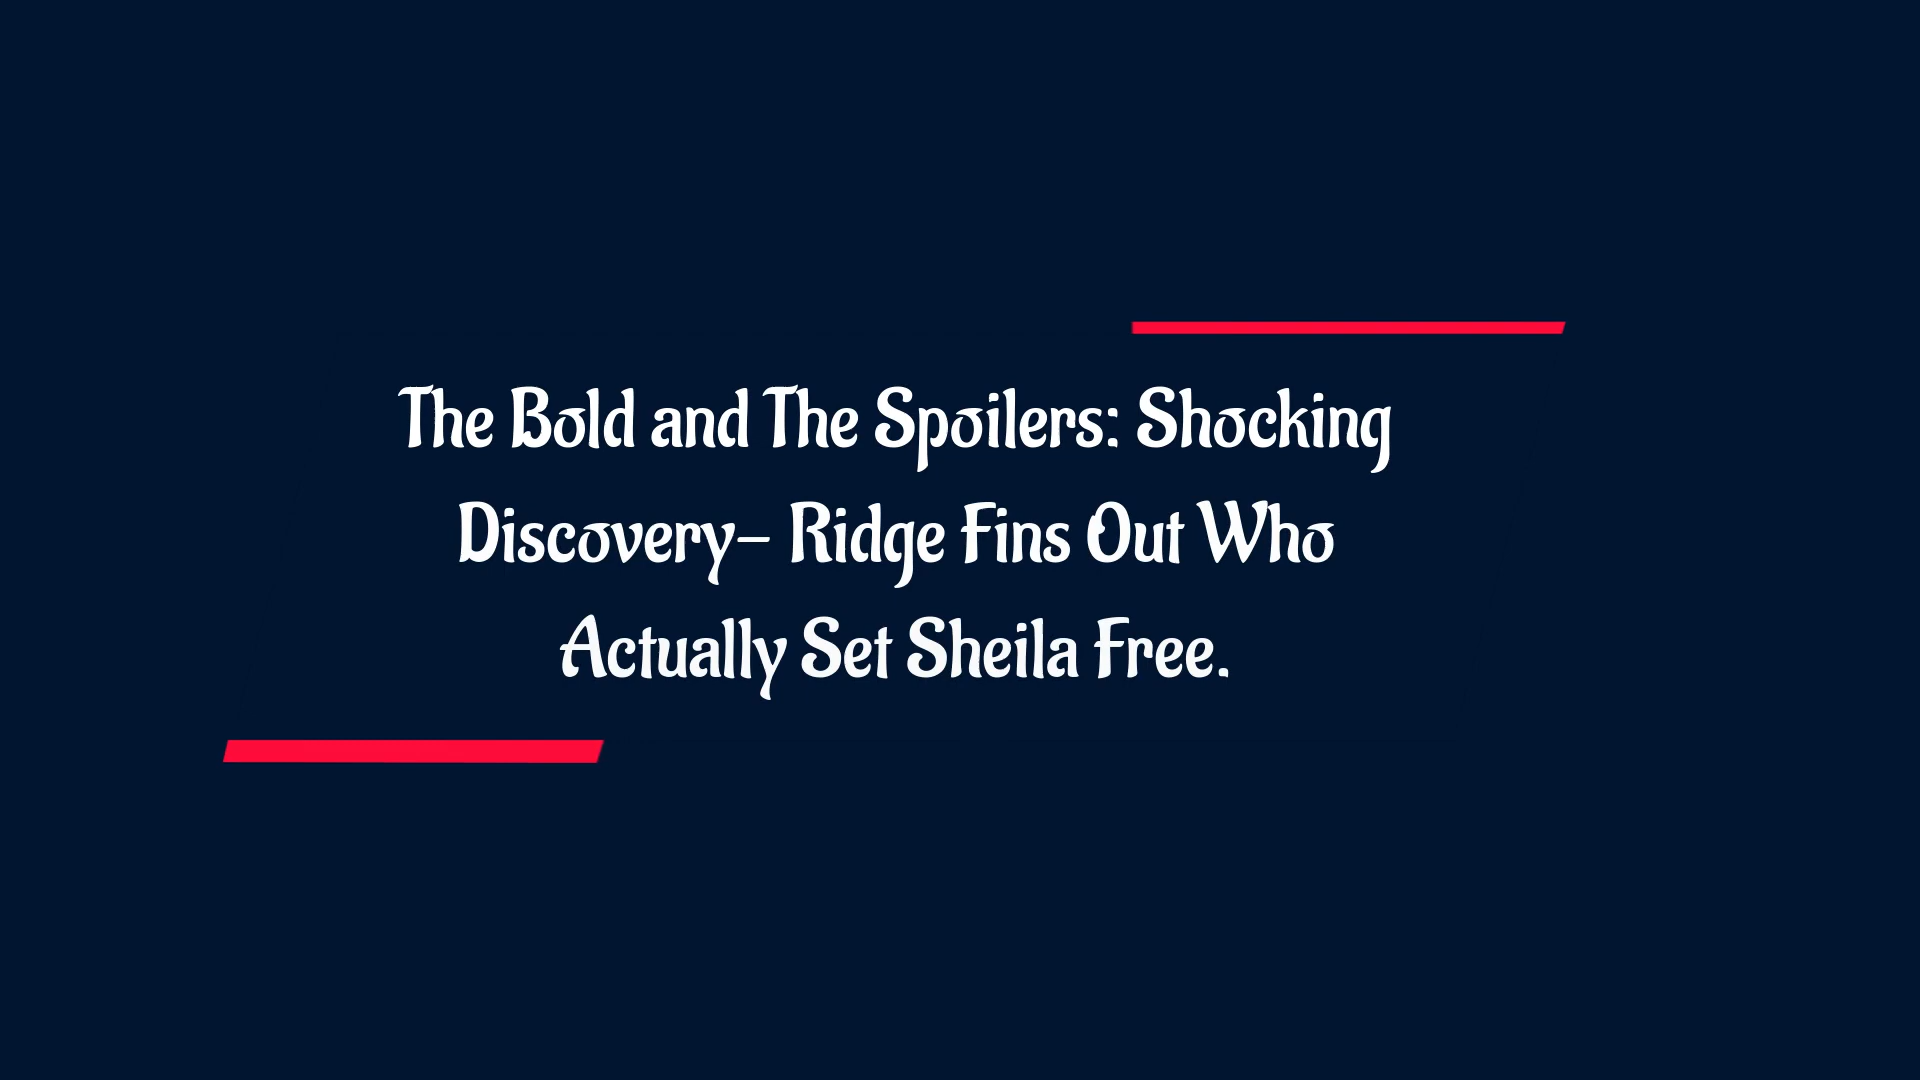 The Bold and The Spoilers: Shocking
Discovery- Ridge Fins Out Who
Actually Set Sheila Free.